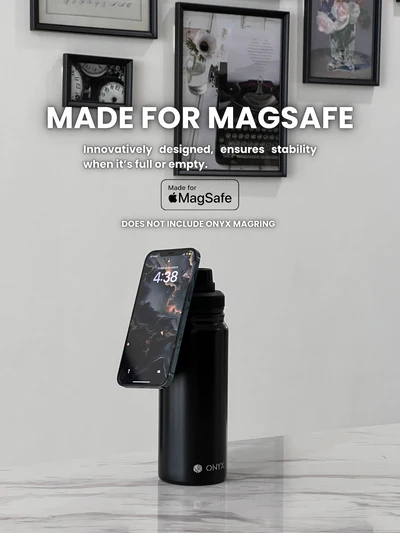 MADE FOR MAGSAFE
Innovatively designed, ensures stability
when it's full or empty.
Made for
MagSafe
DOES NOT INCLUDE ONYX MAGRING
4:38
ONYX